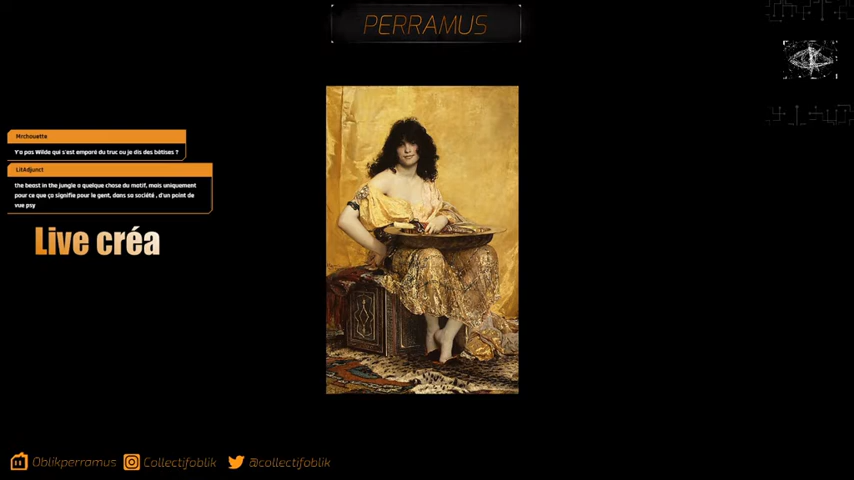 PERRAMUS
Mrchouette
Y'a pas Wilde qui s'est emparé du truc ou je dis des bêtises ?
LitAdjunct
the beast in the jungle a quelque chose du motif, mais uniquement
pour ce que ça signifie pour le gent, dans sa société , d'un point de
vue psy
Live créa
Oblikperramus
Collectifoblik
@collectifoblik